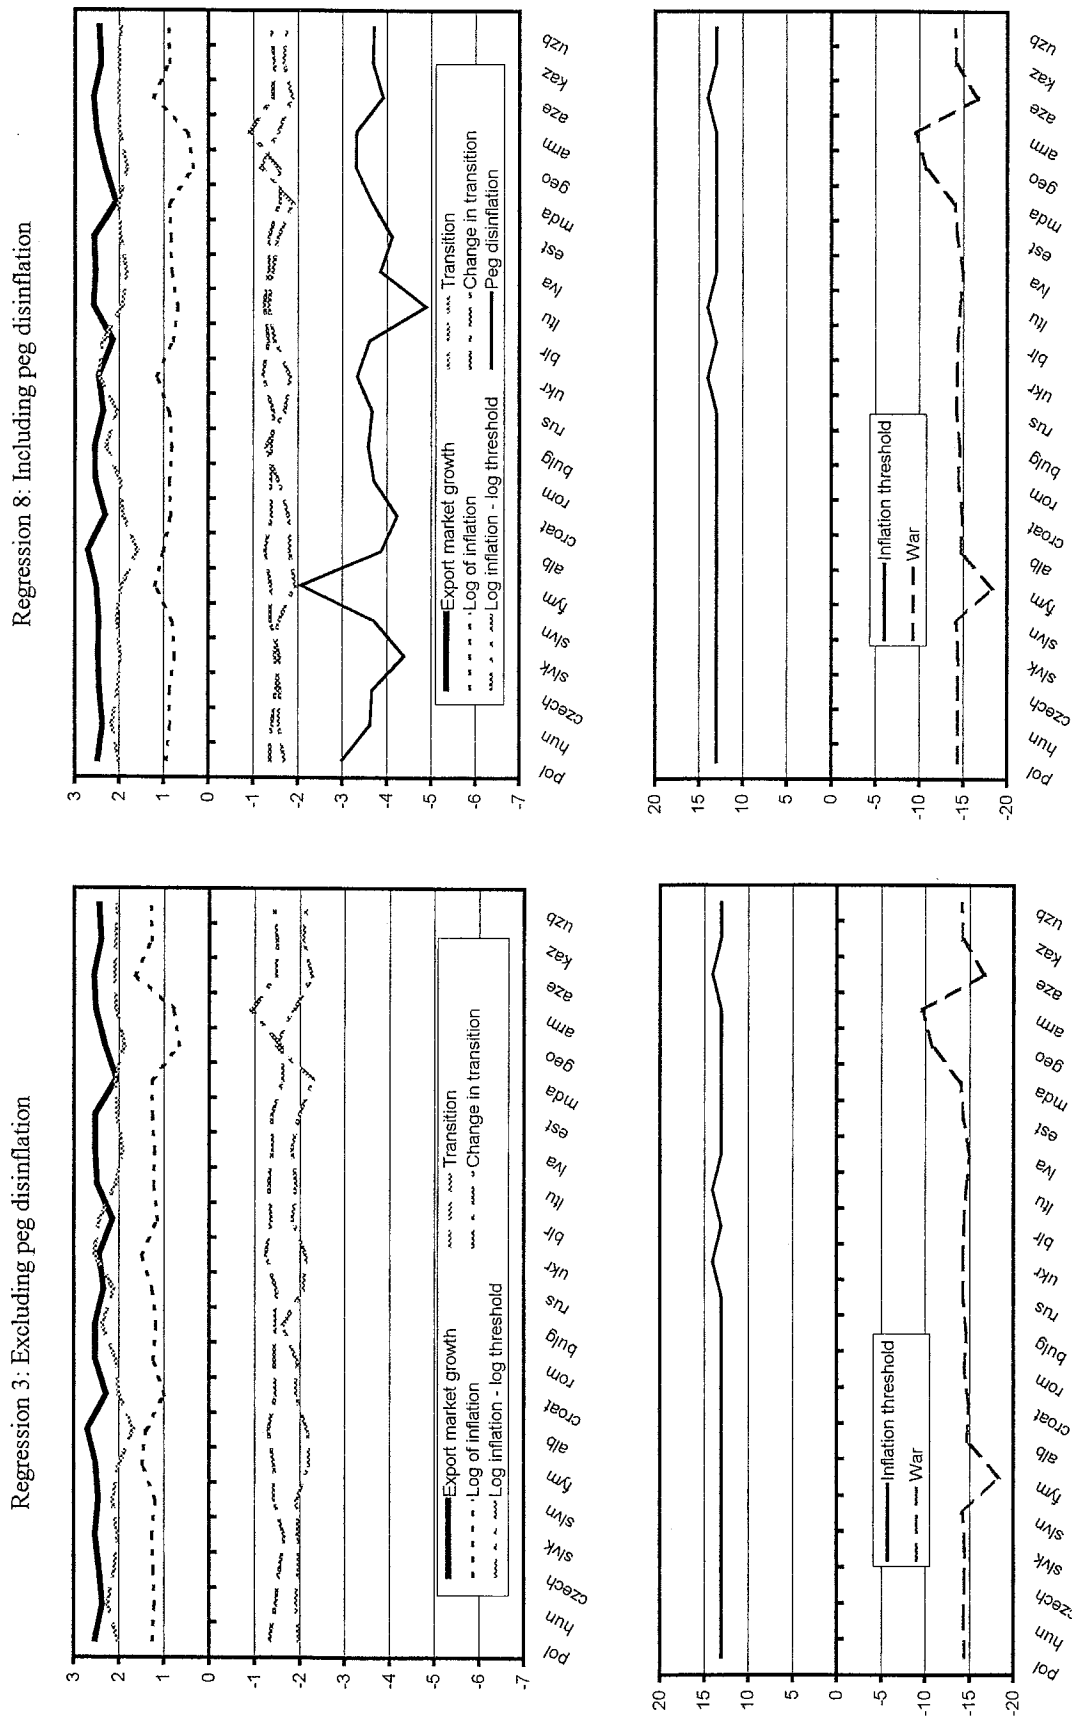 Regression 3: Excluding peg disinflation
3
2
1
0
-1
-2
-3
-4
-5
-6
-7
Export market growth
Transition
Log of inflation
Change in transition
Log inflation - log threshold
pol
hun
czech
slvk
slvn
fym
alb
croat
rom
bulg
rus
ukr
blr
ltu
lva
est
mda
geo
arm
aze
kaz
uzb
20
15
10
5
0
-5
-10
-15
-20
Inflation threshold
War
pol
hun
czech
slvk
slvn
fym
alb
croat
rom
bulg
rus
ukr
blr
ltu
lva
est
mda
geo
arm
aze
kaz
uzb
Regression 8: Including peg disinflation
3
2
1
0
-1
-2
-3
-4
-5
-6
-7
Export market growth
Transition
Log of inflation
Change in transition
Log inflation - log threshold
Peg disinflation
pol
hun
czech
slvk
slvn
fym
alb
croat
rom
bulg
rus
ukr
blr
ltu
lva
est
mda
geo
arm
aze
kaz
uzb
20
15
10
5
0
-5
-10
-15
-20
Inflation threshold
War
pol
hun
czech
slvk
slvn
fym
alb
croat
rom
bulg
rus
ukr
blr
ltu
lva
est
mda
geo
arm
aze
kaz
uzb